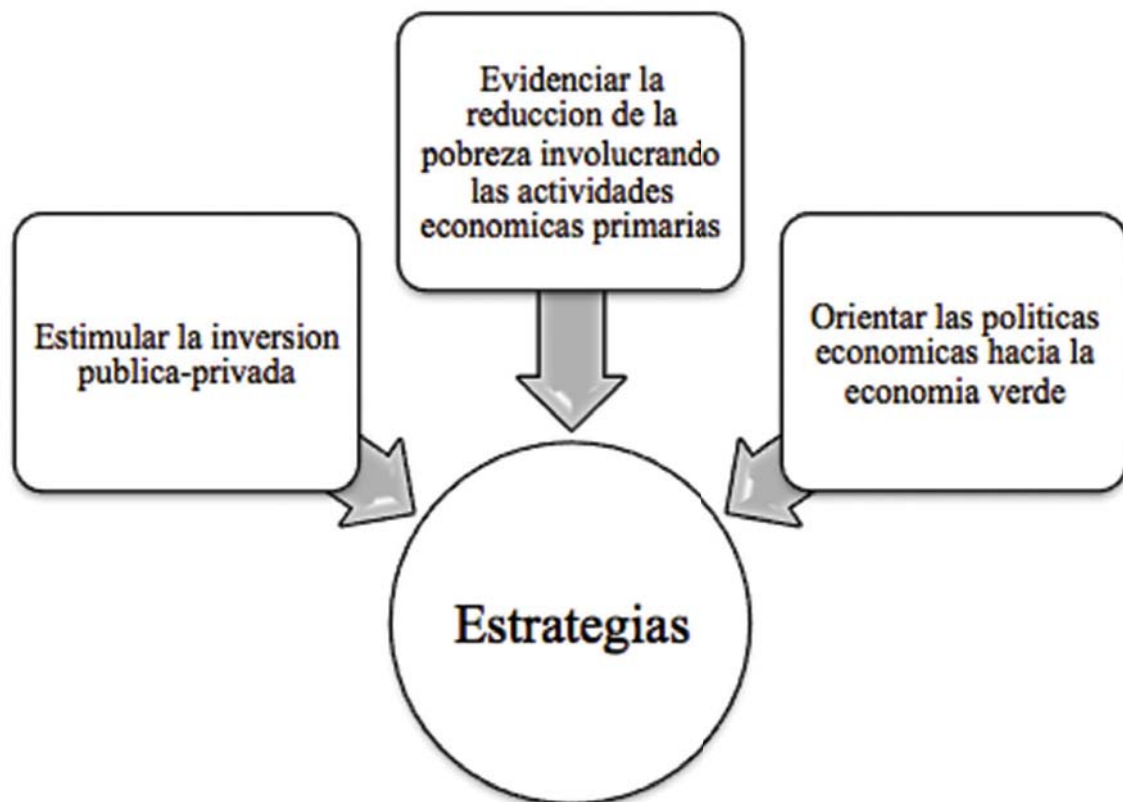 Evidenciar la
reduccion de la
pobreza involucrando
las actividades
economicas primarias
Estimular la inversion
publica-privada
Orientar las politicas
economicas hacia la
economia verde
Estrategias